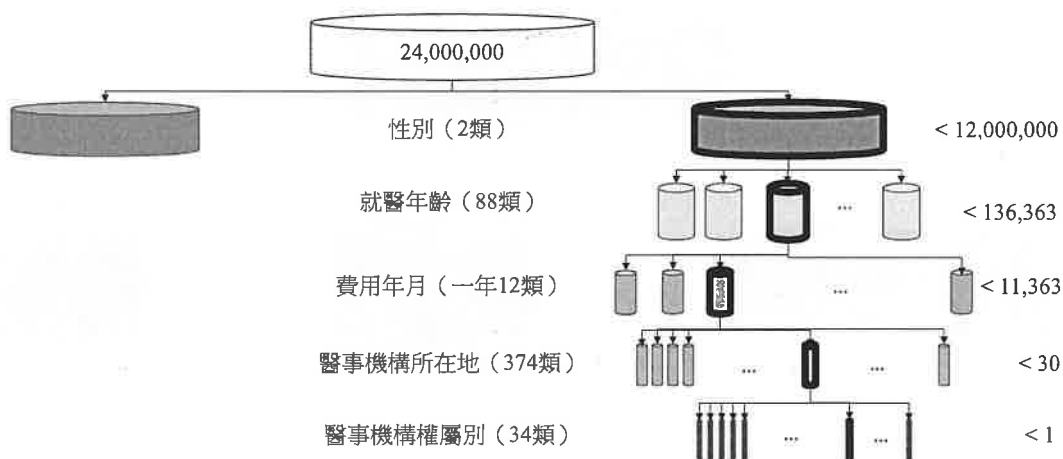 24,000,000
性別（2類）
< 12,000,000
就醫年齡（88類）
...
< 136,363
費用年月（一年12類）
...
< 11,363
醫事機構所在地（374類）
...
...
< 30
醫事機構權屬別（34類）
...
...
< 1